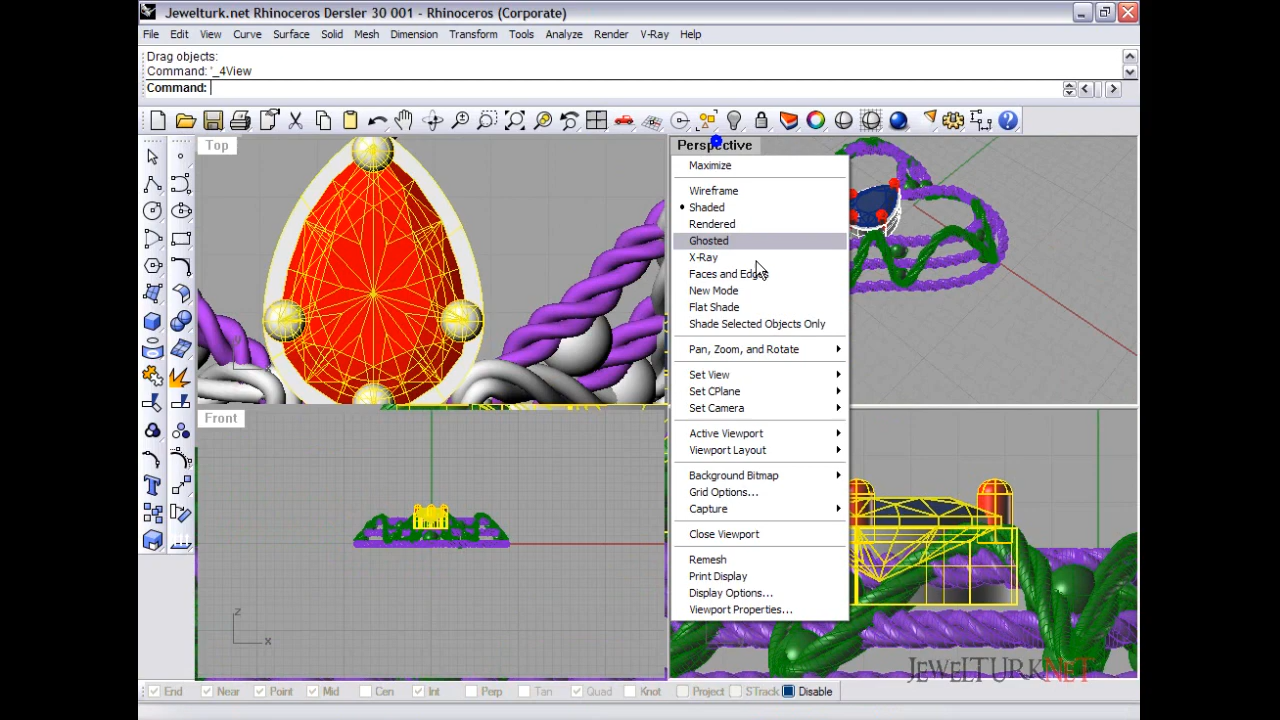 Jewelturk.net Rhinoceros Dersler 30 001 - Rhinoceros (Corporate)
File Edit View Curve Surface Solid Mesh Dimension Transform Tools Analyze Render V-Ray Help
Drag objects:
Command: '_4View
Command:
Top
Perspective
Maximize
Wireframe
Shaded
Rendered
Ghosted
X-Ray
Faces and Edges
New Mode
Flat Shade
Shade Selected Objects Only
Pan, Zoom, and Rotate
Set View
Set CPlane
Set Camera
Active Viewport
Viewport Layout
Background Bitmap
Grid Options...
Capture
Close Viewport
Remesh
Print Display
Display Options...
Viewport Properties...
Front
z
x
JEWELTURKNET
End Near Point Mid Cen Int Perp Tan Quad Knot Project STrack Disable